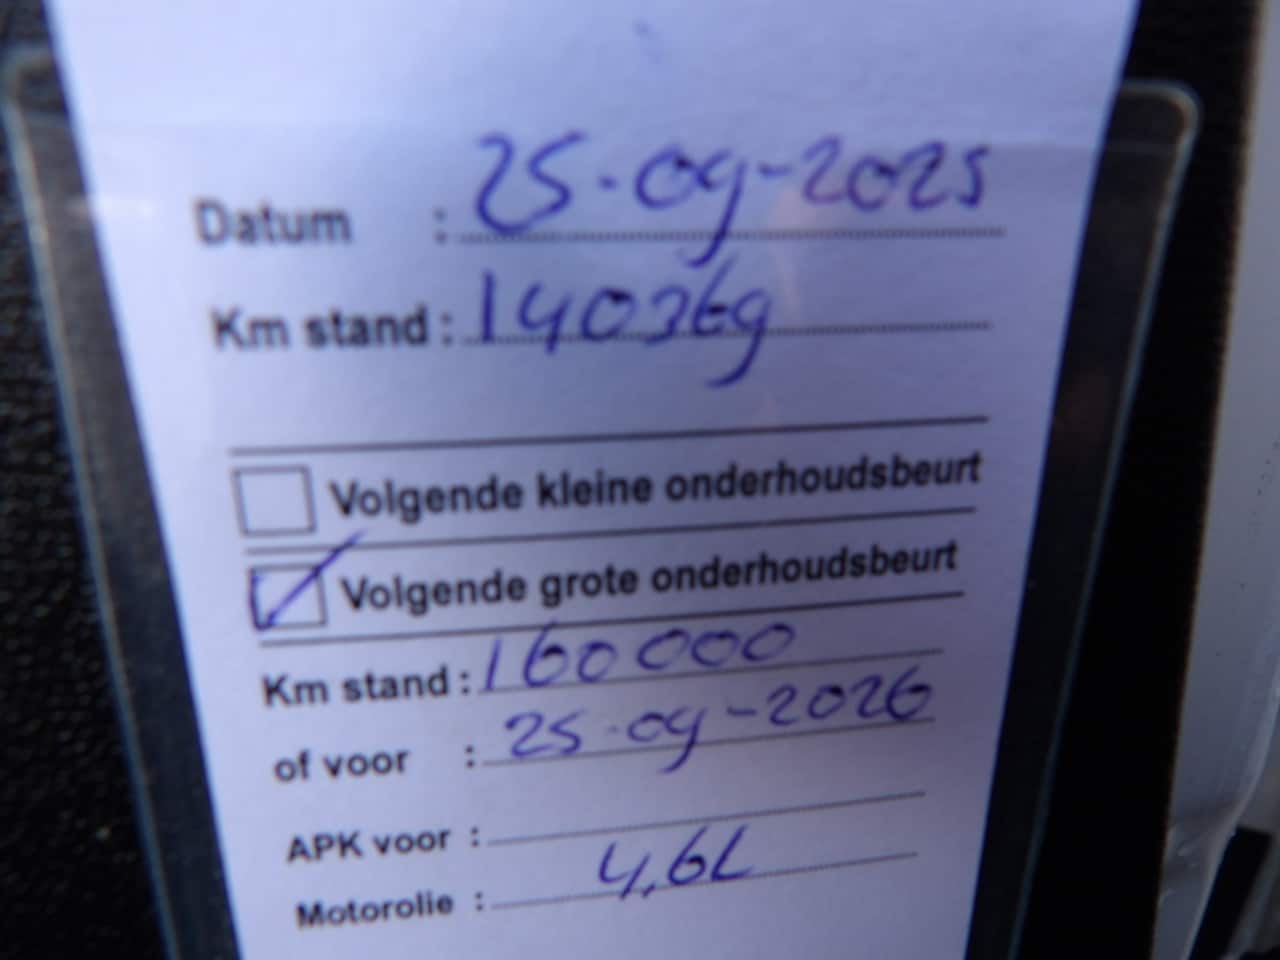 Datum : 25-09-2025
Km stand : 140369
Volgende kleine onderhoudsbeurt
Volgende grote onderhoudsbeurt
Km stand : 160000
of voor : 25-09-2026
APK voor :
Motorolie : 4,6L